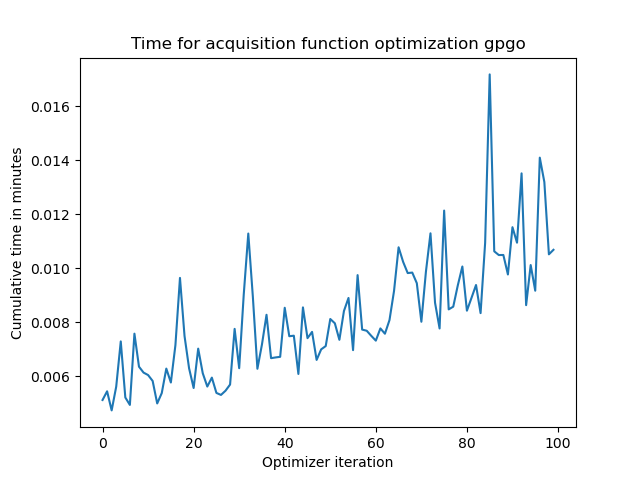 Time for acquisition function optimization gpgo
Cumulative time in minutes
0.016
0.014
0.012
0.010
0.008
0.006
0 20 40 60 80 100
Optimizer iteration